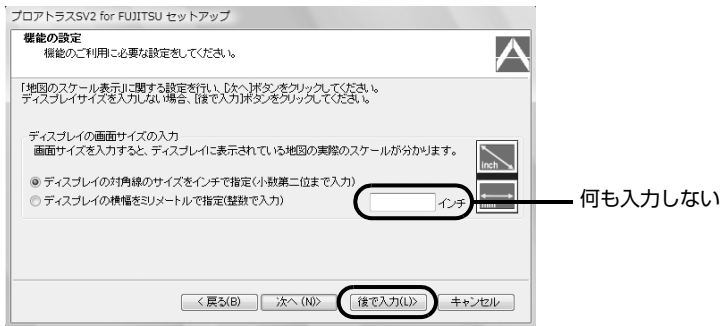 プロアトラスSV2 for FUJITSU セットアップ
機能の設定
機能のご利用に必要な設定をしてください。
「地図のスケール表示」に関する設定を行い、[次へ]ボタンをクリックしてください。
ディスプレイサイズを入力しない場合、[後で入力]ボタンをクリックしてください。
ディスプレイの画面サイズの入力
画面サイズを入力すると、ディスプレイに表示されている地図の実際のスケールが分かります。
inch
ディスプレイの対角線のサイズをインチで指定(小数第二位まで入力)
ディスプレイの横幅をミリメートルで指定(整数で入力)
インチ
mm
何も入力しない
< 戻る(B)
次へ (N)>
後で入力(L)>
キャンセル